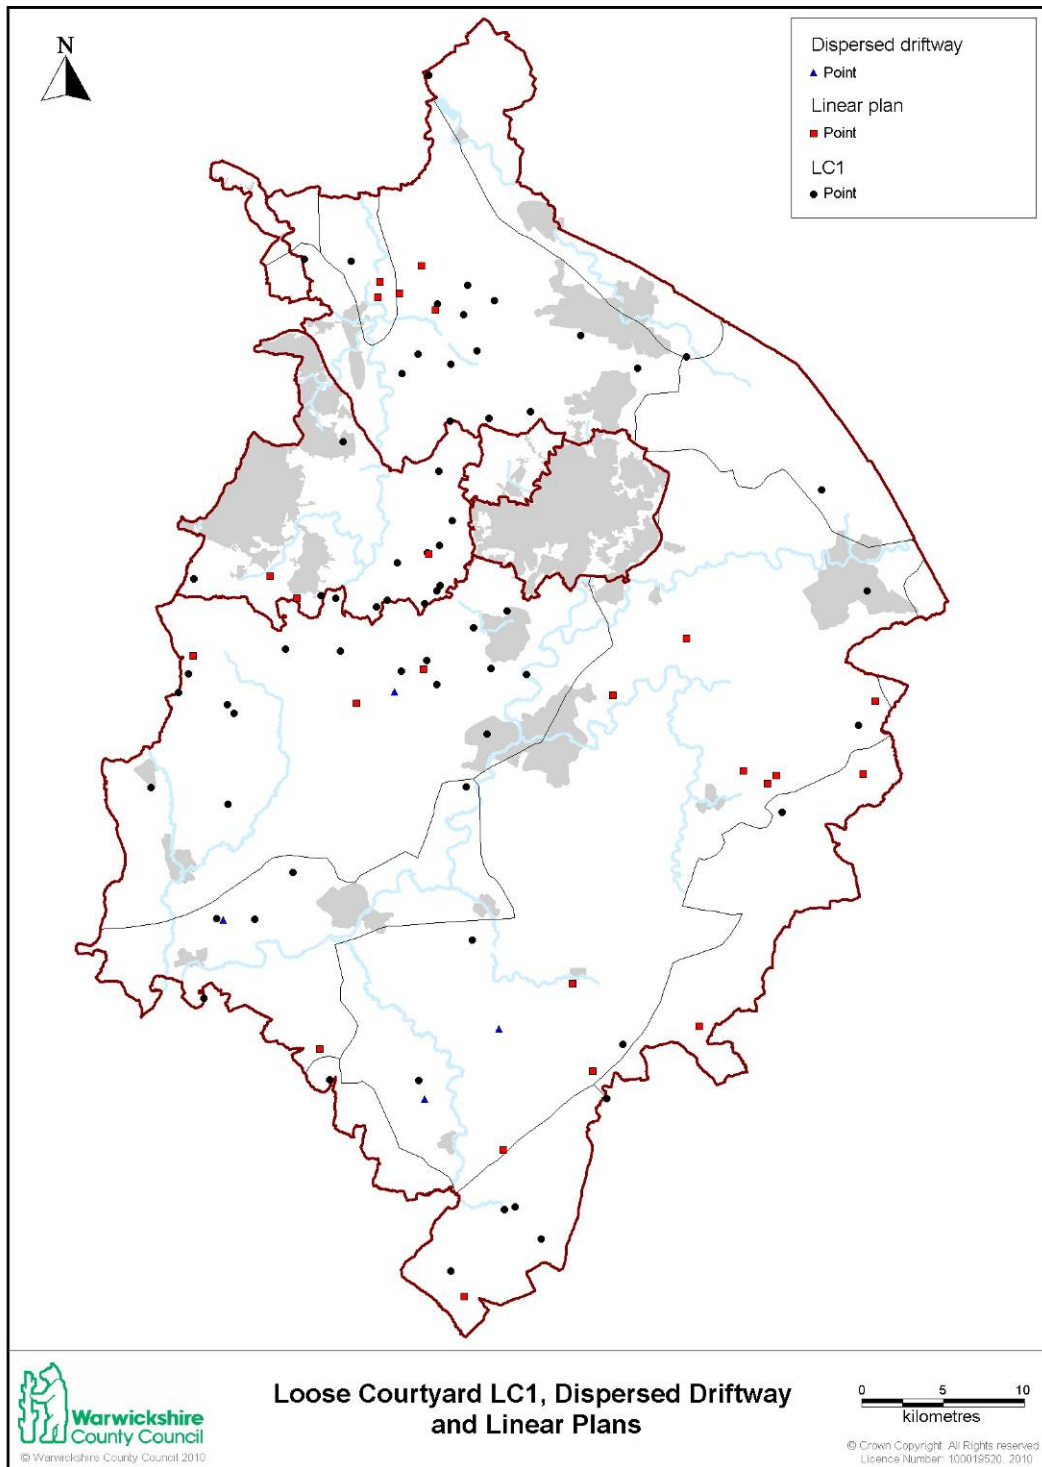 N
Dispersed driftway
Point
Linear plan
Point
LC1
Point
Warwickshire
County Council
© Warwickshire County Council 2010
Loose Courtyard LC1, Dispersed Driftway
and Linear Plans
0 5 10
kilometres
© Crown Copyright. All Rights reserved
Licence Number: 100019520. 2010